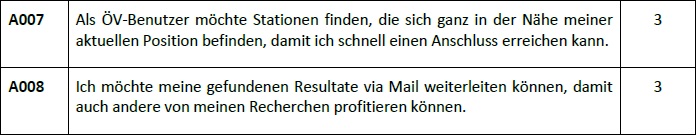 A007 Als ÖV-Benutzer möchte Stationen finden, die sich ganz in der Nähe meiner 3
aktuellen Position befinden, damit ich schnell einen Anschluss erreichen kann.
A008 Ich möchte meine gefundenen Resultate via Mail weiterleiten können, damit 3
auch andere von meinen Recherchen profitieren können.